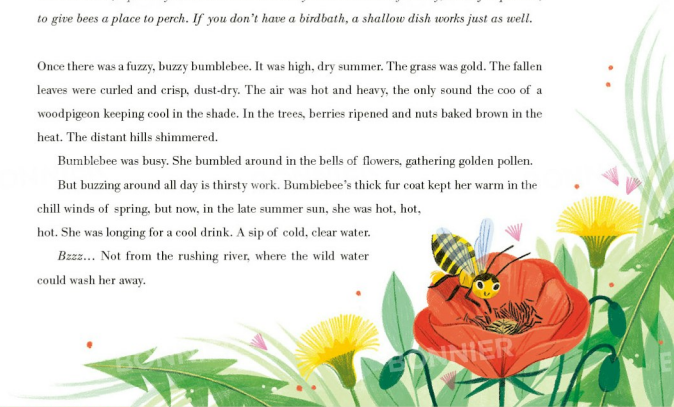 to give bees a place to perch. If you don't have a birdbath, a shallow dish works just as well.
Once there was a fuzzy, buzzy bumblebee. It was high, dry summer. The grass was gold. The fallen
leaves were curled and crisp, dust-dry. The air was hot and heavy, the only sound the coo of a
woodpigeon keeping cool in the shade. In the trees, berries ripened and nuts baked brown in the
heat. The distant hills shimmered.
Bumblebee was busy. She bumbled around in the bells of flowers, gathering golden pollen.
But buzzing around all day is thirsty work. Bumblebee's thick fur coat kept her warm in the
chill winds of spring, but now, in the late summer sun, she was hot, hot,
hot. She was longing for a cool drink. A sip of cold, clear water.
Bzzz... Not from the rushing river, where the wild water
could wash her away.
BONNIER
BONNIER